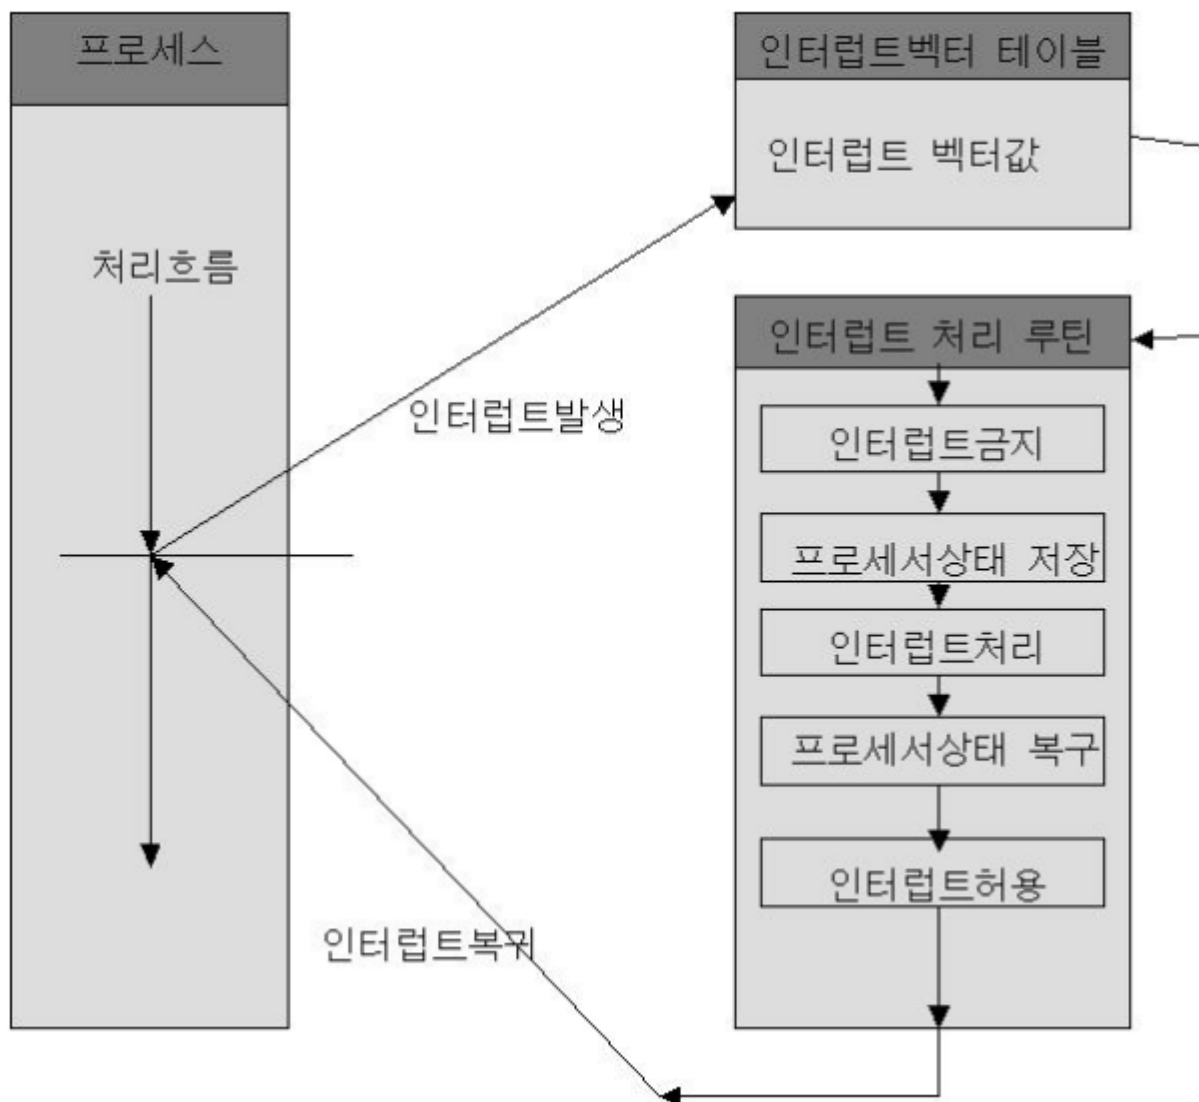 프로세스
처리흐름
인터럽트발생
인터럽트복귀
인터럽트벡터 테이블
인터럽트 벡터값
인터럽트 처리 루틴
인터럽트금지
프로세서상태 저장
인터럽트처리
프로세서상태 복구
인터럽트허용